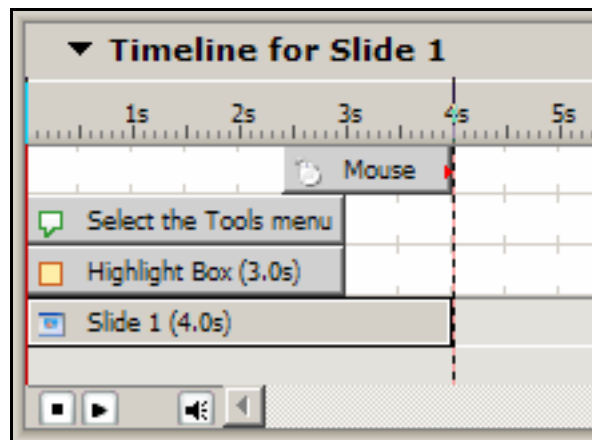 Timeline for Slide 1
1s 2s 3s 4s 5s
Mouse
Select the Tools menu
Highlight Box (3.0s)
Slide 1 (4.0s)